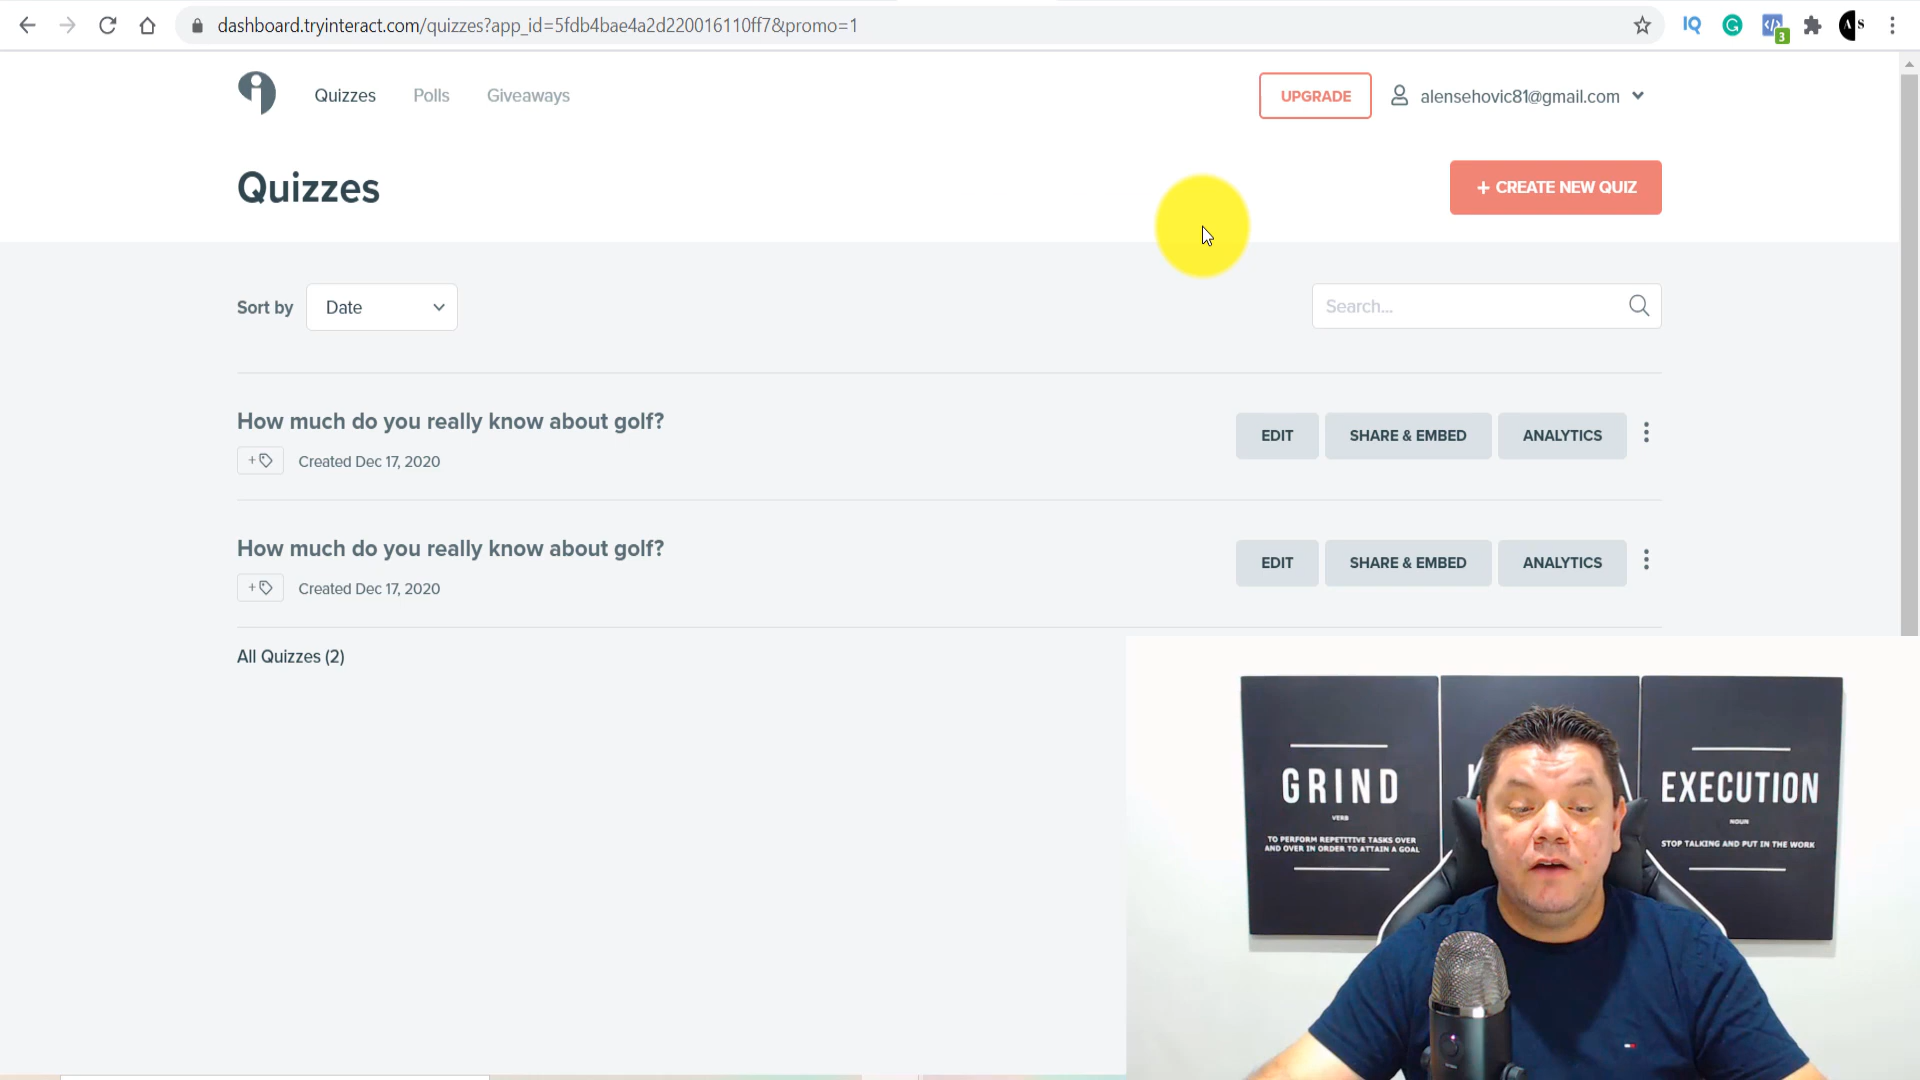 dashboard.tryinteract.com/quizzes?app_id=5fdb4bae4a2d220016110ff7&promo=1
IQ
3
A S
Quizzes
Polls
Giveaways
UPGRADE
alensehovic81@gmail.com
Quizzes
+ CREATE NEW QUIZ
Sort by
Date
Search...
How much do you really know about golf?
EDIT
SHARE & EMBED
ANALYTICS
+
Created Dec 17, 2020
How much do you really know about golf?
EDIT
SHARE & EMBED
ANALYTICS
+
Created Dec 17, 2020
All Quizzes (2)
GRIND
VERB
TO PERFORM REPETITIVE TASKS OVER
AND OVER IN ORDER TO ATTAIN A GOAL
EXECUTION
NOUN
STOP TALKING AND PUT IN THE WORK